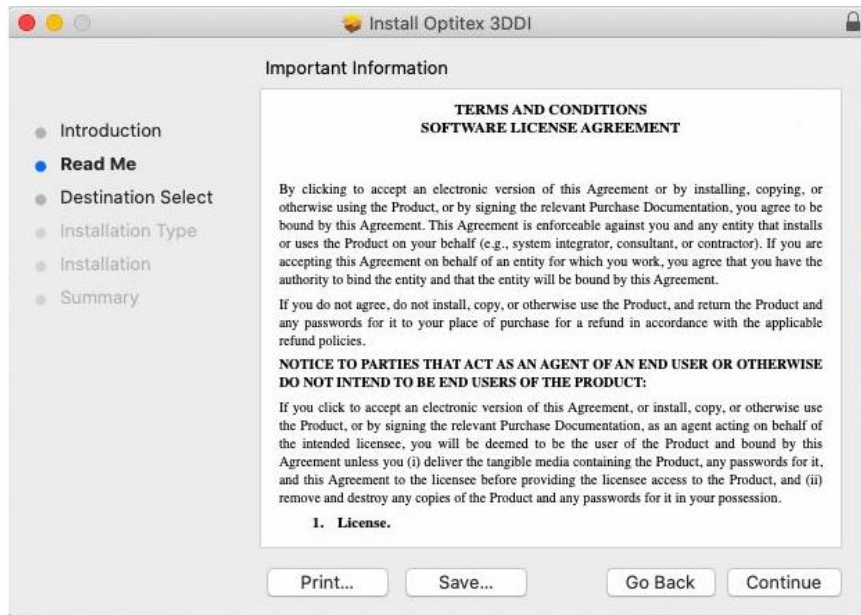 Install Optitex 3DDI
Important Information
Introduction
Read Me
Destination Select
Installation Type
Installation
Summary
TERMS AND CONDITIONS
SOFTWARE LICENSE AGREEMENT
By clicking to accept an electronic version of this Agreement or by installing, copying, or
otherwise using the Product, or by signing the relevant Purchase Documentation, you agree to be
bound by this Agreement. This Agreement is enforceable against you and any entity that installs
or uses the Product on your behalf (e.g., system integrator, consultant, or contractor). If you are
accepting this Agreement on behalf of an entity for which you work, you agree that you have the
authority to bind the entity and that the entity will be bound by this Agreement.
If you do not agree, do not install, copy, or otherwise use the Product, and return the Product and
any passwords for it to your place of purchase for a refund in accordance with the applicable
refund policies.
NOTICE TO PARTIES THAT ACT AS AN AGENT OF AN END USER OR OTHERWISE
DO NOT INTEND TO BE END USERS OF THE PRODUCT:
If you click to accept an electronic version of this Agreement, or install, copy, or otherwise use
the Product, or by signing the relevant Purchase Documentation, as an agent acting on behalf of
the intended licensee, you will be deemed to be the user of the Product and bound by this
Agreement unless you (i) deliver the tangible media containing the Product, any passwords for it,
and this Agreement to the licensee before providing the licensee access to the Product, and (ii)
remove and destroy any copies of the Product and any passwords for it in your possession.
1. License.
Print... Save... Go Back Continue